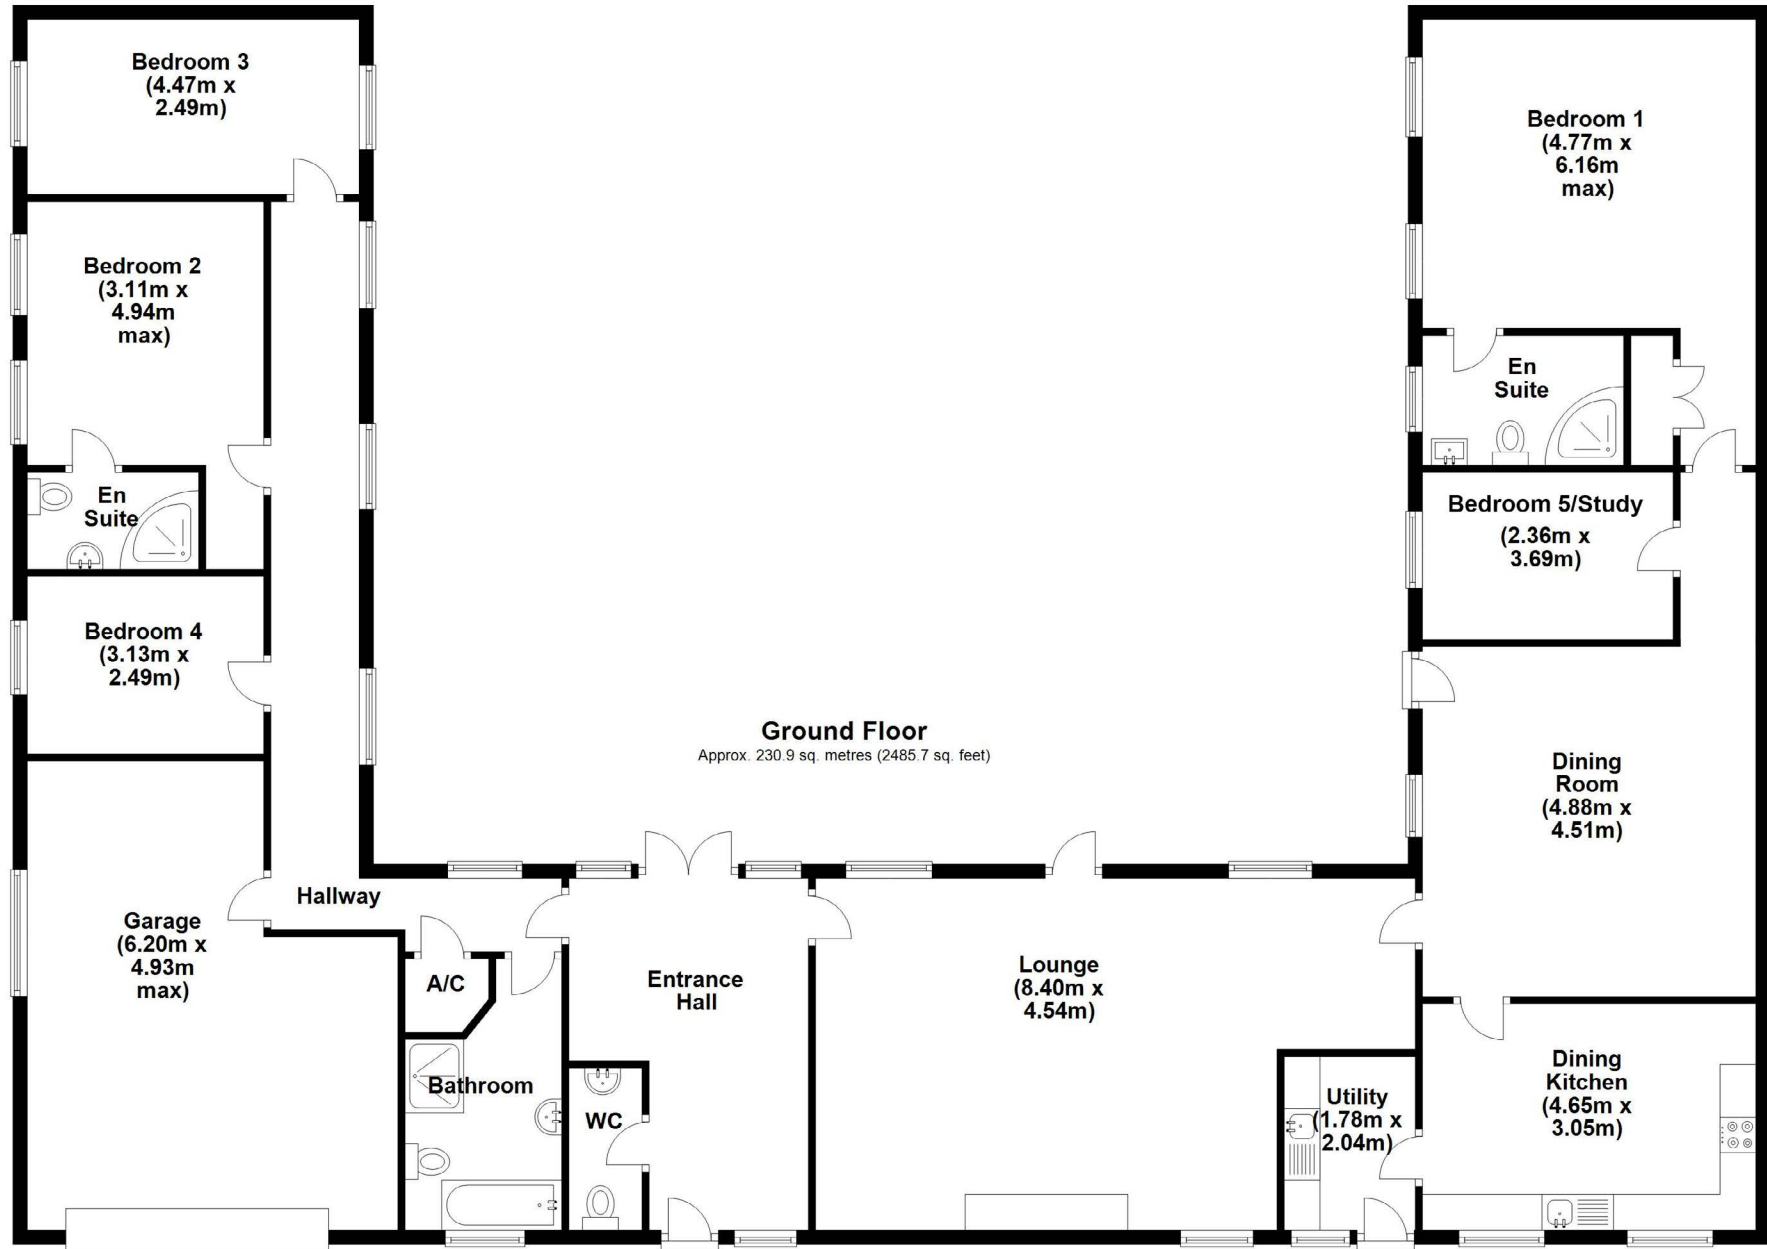 Bedroom 3
(4.47m x
2.49m)
Bedroom 1
(4.77m x
6.16m
max)
Bedroom 2
(3.11m x
4.94m
max)
En
Suite
En
Suite
Bedroom 5/Study
(2.36m x
3.69m)
Bedroom 4
(3.13m x
2.49m)
Ground Floor
Approx. 230.9 sq. metres (2485.7 sq. feet)
Dining
Room
(4.88m x
4.51m)
Hallway
Garage
(6.20m x
4.93m
max)
A/C
Entrance
Hall
Lounge
(8.40m x
4.54m)
Bathroom
WC
Utility
(1.78m x
2.04m)
Dining
Kitchen
(4.65m x
3.05m)